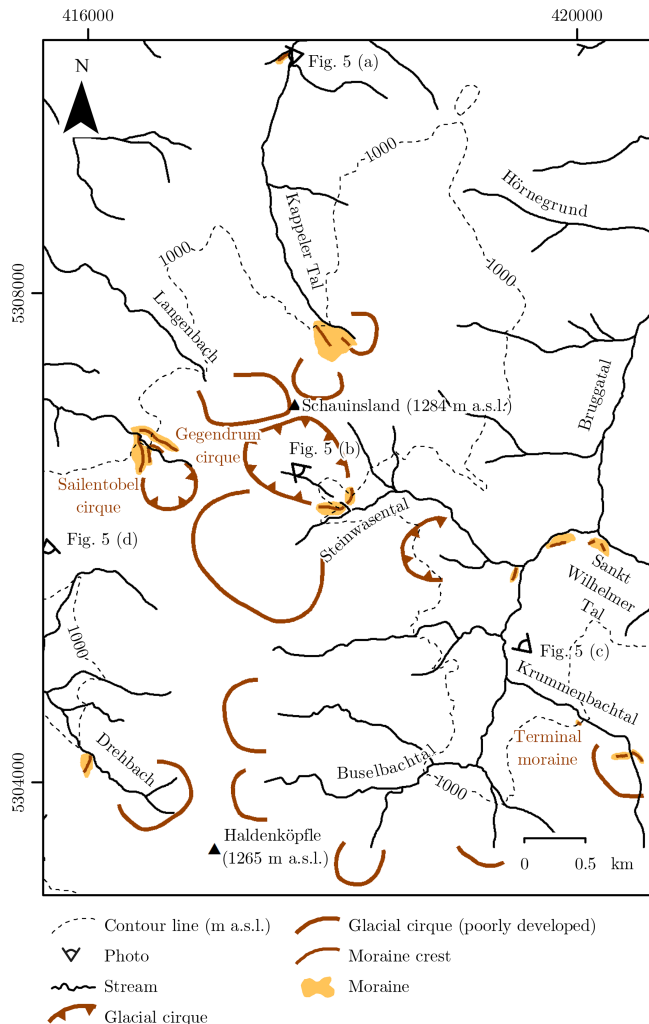 416000
420000
N
Fig. 5 (a)
1000
Hörnegrund
Kappeler Tal
1000
1000
5308000
Langenbach
Bruggatal
Schauinsland (1284 m a.s.l.)
Gegendrum
cirque
Fig. 5 (b)
Sailentobel
cirque
Steinwasental
Fig. 5 (d)
Sankt
Wilhelmer
Tal
1000
Fig. 5 (c)
Krummenbachtal
Drehbach
Terminal
moraine
Buselbachtal
1000
5304000
Haldenköpfle
(1265 m a.s.l.)
0 0.5 km
Contour line (m a.s.l.)
Photo
Stream
Glacial cirque
Glacial cirque (poorly developed)
Moraine crest
Moraine